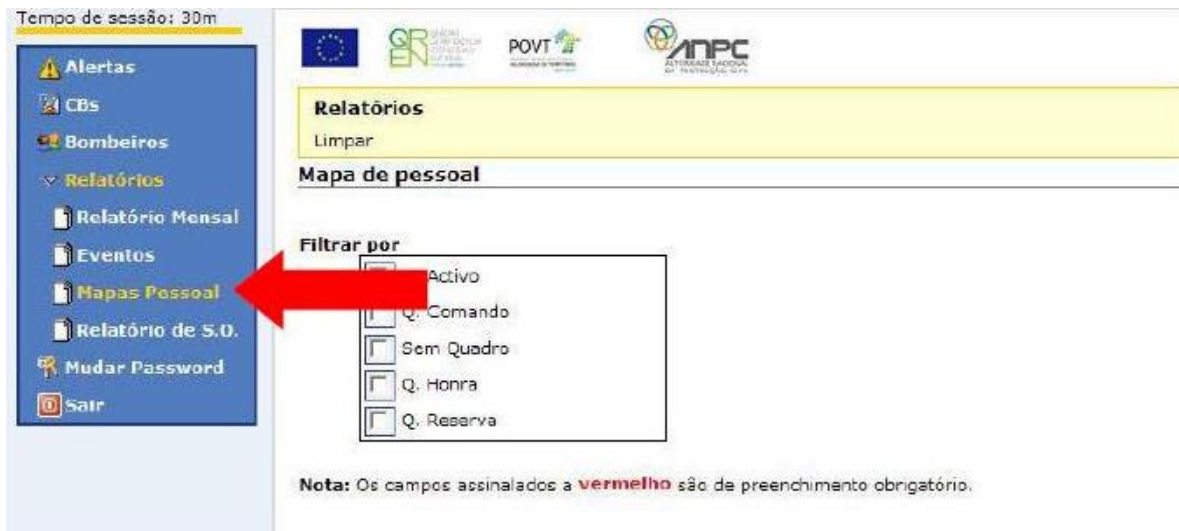 Tempo de sessão: 30m
Alertas
CBs
Bombeiros
Relatórios
Relatório Mensal
Eventos
Mapas Pessoal
Relatório de S.O.
Mudar Password
Sair
QREN
POVT
ANPC
Relatórios
Limpar
Mapa de pessoal
Filtrar por
Activo
Q. Comando
Sem Quadro
Q. Honra
Q. Reserva
Nota: Os campos assinalados a vermelho são de preenchimento obrigatório.